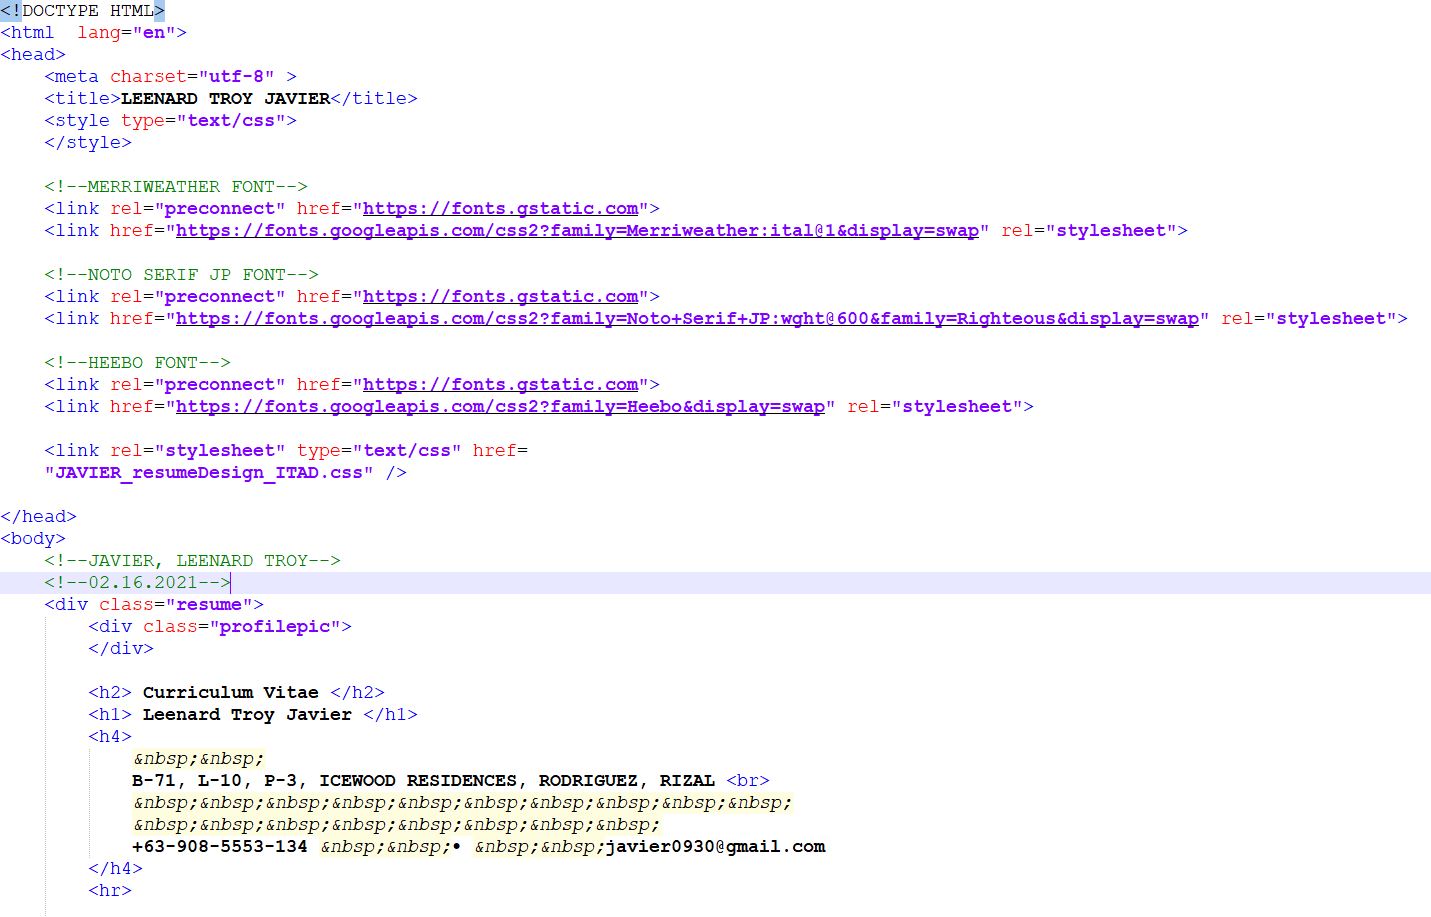 <!DOCTYPE HTML>
<html  lang="en">
<head>
    <meta charset="utf-8" >
    <title>LEENARD TROY JAVIER</title>
    <style type="text/css">
    </style>

    <!--MERRIWEATHER FONT-->
    <link rel="preconnect" href="https://fonts.gstatic.com">
    <link href="https://fonts.googleapis.com/css2?family=Merriweather:ital@1&display=swap" rel="stylesheet">

    <!--NOTO SERIF JP FONT-->
    <link rel="preconnect" href="https://fonts.gstatic.com">
    <link href="https://fonts.googleapis.com/css2?family=Noto+Serif+JP:wght@600&family=Righteous&display=swap" rel="stylesheet">

    <!--HEEBO FONT-->
    <link rel="preconnect" href="https://fonts.gstatic.com">
    <link href="https://fonts.googleapis.com/css2?family=Heebo&display=swap" rel="stylesheet">

    <link rel="stylesheet" type="text/css" href=
    "JAVIER_resumeDesign_ITAD.css" />

</head>
<body>
    <!--JAVIER, LEENARD TROY-->
    <!--02.16.2021-->
    <div class="resume">
        <div class="profilepic">
        </div>

        <h2> Curriculum Vitae </h2>
        <h1> Leenard Troy Javier </h1>
        <h4>
            &nbsp;&nbsp;
            B-71, L-10, P-3, ICEWOOD RESIDENCES, RODRIGUEZ, RIZAL <br>
            &nbsp;&nbsp;&nbsp;&nbsp;&nbsp;&nbsp;&nbsp;&nbsp;&nbsp;&nbsp;
            &nbsp;&nbsp;&nbsp;&nbsp;&nbsp;&nbsp;&nbsp;&nbsp;
            +63-908-5553-134 &nbsp;&nbsp;• &nbsp;&nbsp;javier0930@gmail.com
        </h4>
        <hr>